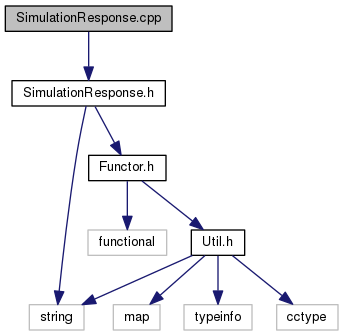 SimulationResponse.cpp
SimulationResponse.h
Functor.h
functional
Util.h
string
map
typeinfo
cctype